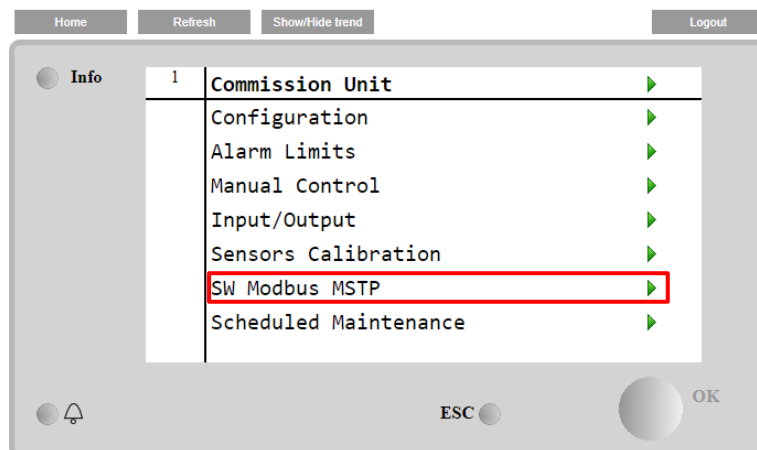 Home Refresh Show/Hide trend Logout
Info
1 Commission Unit
Configuration
Alarm Limits
Manual Control
Input/Output
Sensors Calibration
SW Modbus MSTP
Scheduled Maintenance
ESC OK